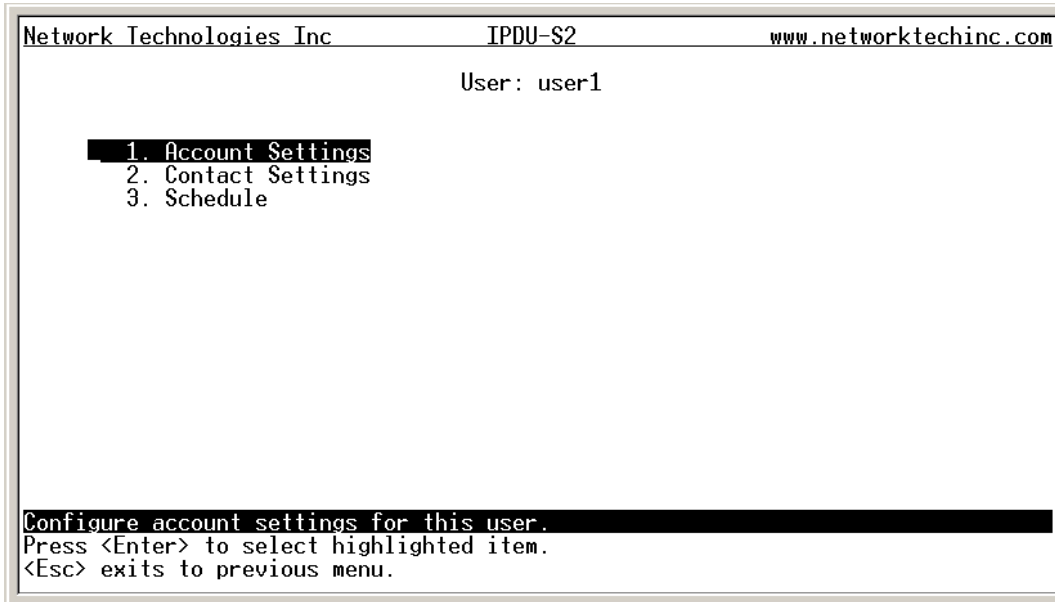 Network Technologies Inc IPDU-S2 www.networktechinc.com
User: user1
1. Account Settings
2. Contact Settings
3. Schedule
Configure account settings for this user.
Press <Enter> to select highlighted item.
<Esc> exits to previous menu.